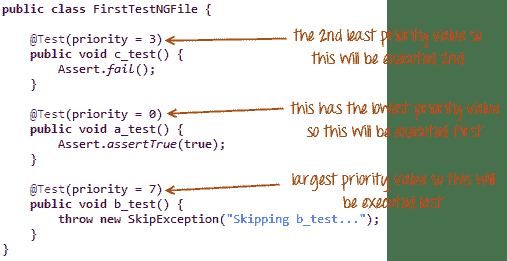 public class FirstTestNGFile {
@Test(priority = 3)
the 2nd least priority value so
this will be executed 2nd
public void c_test() {
Assert.fail();
}
@Test(priority = 0)
this has the lowest priority value
so this will be executed first
public void a_test() {
Assert.assertTrue(true);
}
@Test(priority = 7)
largest priority value so this will
be executed last
public void b_test() {
throw new SkipException("Skipping b_test...");
}
}